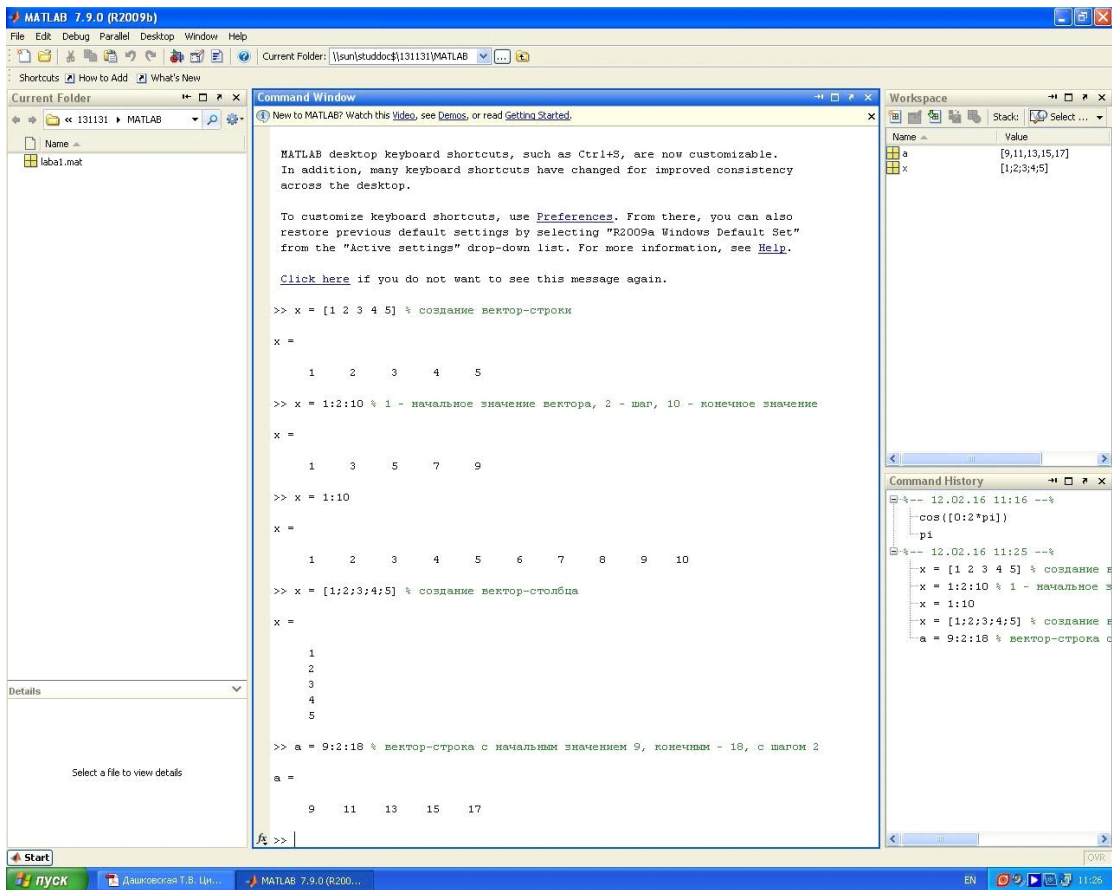 MATLAB 7.9.0 (R2009b)
File Edit Debug Parallel Desktop Window Help
Current Folder: \\sun\studdoc$\131131\MATLAB
Shortcuts How to Add What's New
Current Folder
« 131131 ▸ MATLAB
Name
laba1.mat
Details
Select a file to view details
Command Window
New to MATLAB? Watch this Video, see Demos, or read Getting Started.
MATLAB desktop keyboard shortcuts, such as Ctrl+S, are now customizable.
In addition, many keyboard shortcuts have changed for improved consistency
across the desktop.
To customize keyboard shortcuts, use Preferences. From there, you can also
restore previous default settings by selecting "R2009a Windows Default Set"
from the "Active settings" drop-down list. For more information, see Help.
Click here if you do not want to see this message again.
>> x = [1 2 3 4 5] % создание вектор-строки
x =
1 2 3 4 5
>> x = 1:2:10 % 1 - начальное значение вектора, 2 - шаг, 10 - конечное значение
x =
1 3 5 7 9
>> x = 1:10
x =
1 2 3 4 5 6 7 8 9 10
>> x = [1;2;3;4;5] % создание вектор-столбца
x =
1
2
3
4
5
>> a = 9:2:18 % вектор-строка с начальным значением 9, конечным - 18, с шагом 2
a =
9 11 13 15 17
fx >>
Workspace
Stack: Select ...
Name Value
a [9,11,13,15,17]
x [1;2;3;4;5]
Command History
%-- 12.02.16 11:16 --%
cos([0:2*pi])
pi
%-- 12.02.16 11:25 --%
x = [1 2 3 4 5] % создание в
x = 1:2:10 % 1 - начальное з
x = 1:10
x = [1;2;3;4;5] % создание в
a = 9:2:18 % вектор-строка с
Start
OVR
пуск
Дашковская Т.В. Ци...
MATLAB 7.9.0 (R200...
EN
11:26